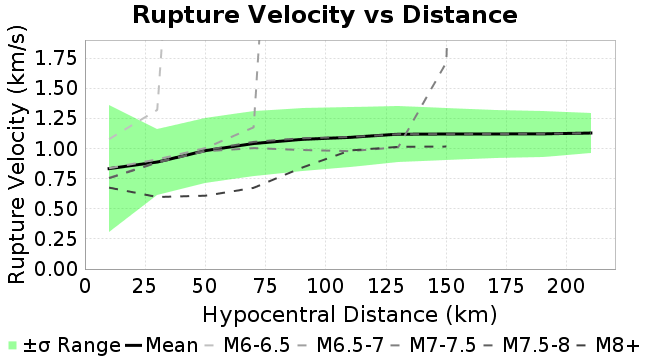 Rupture Velocity vs Distance
Rupture Velocity (km/s)
1.75
1.50
1.25
1.00
0.75
0.50
0.25
0.00
0 25 50 75 100 125 150 175 200
Hypocentral Distance (km)
±σ Range Mean M6-6.5 M6.5-7 M7-7.5 M7.5-8 M8+